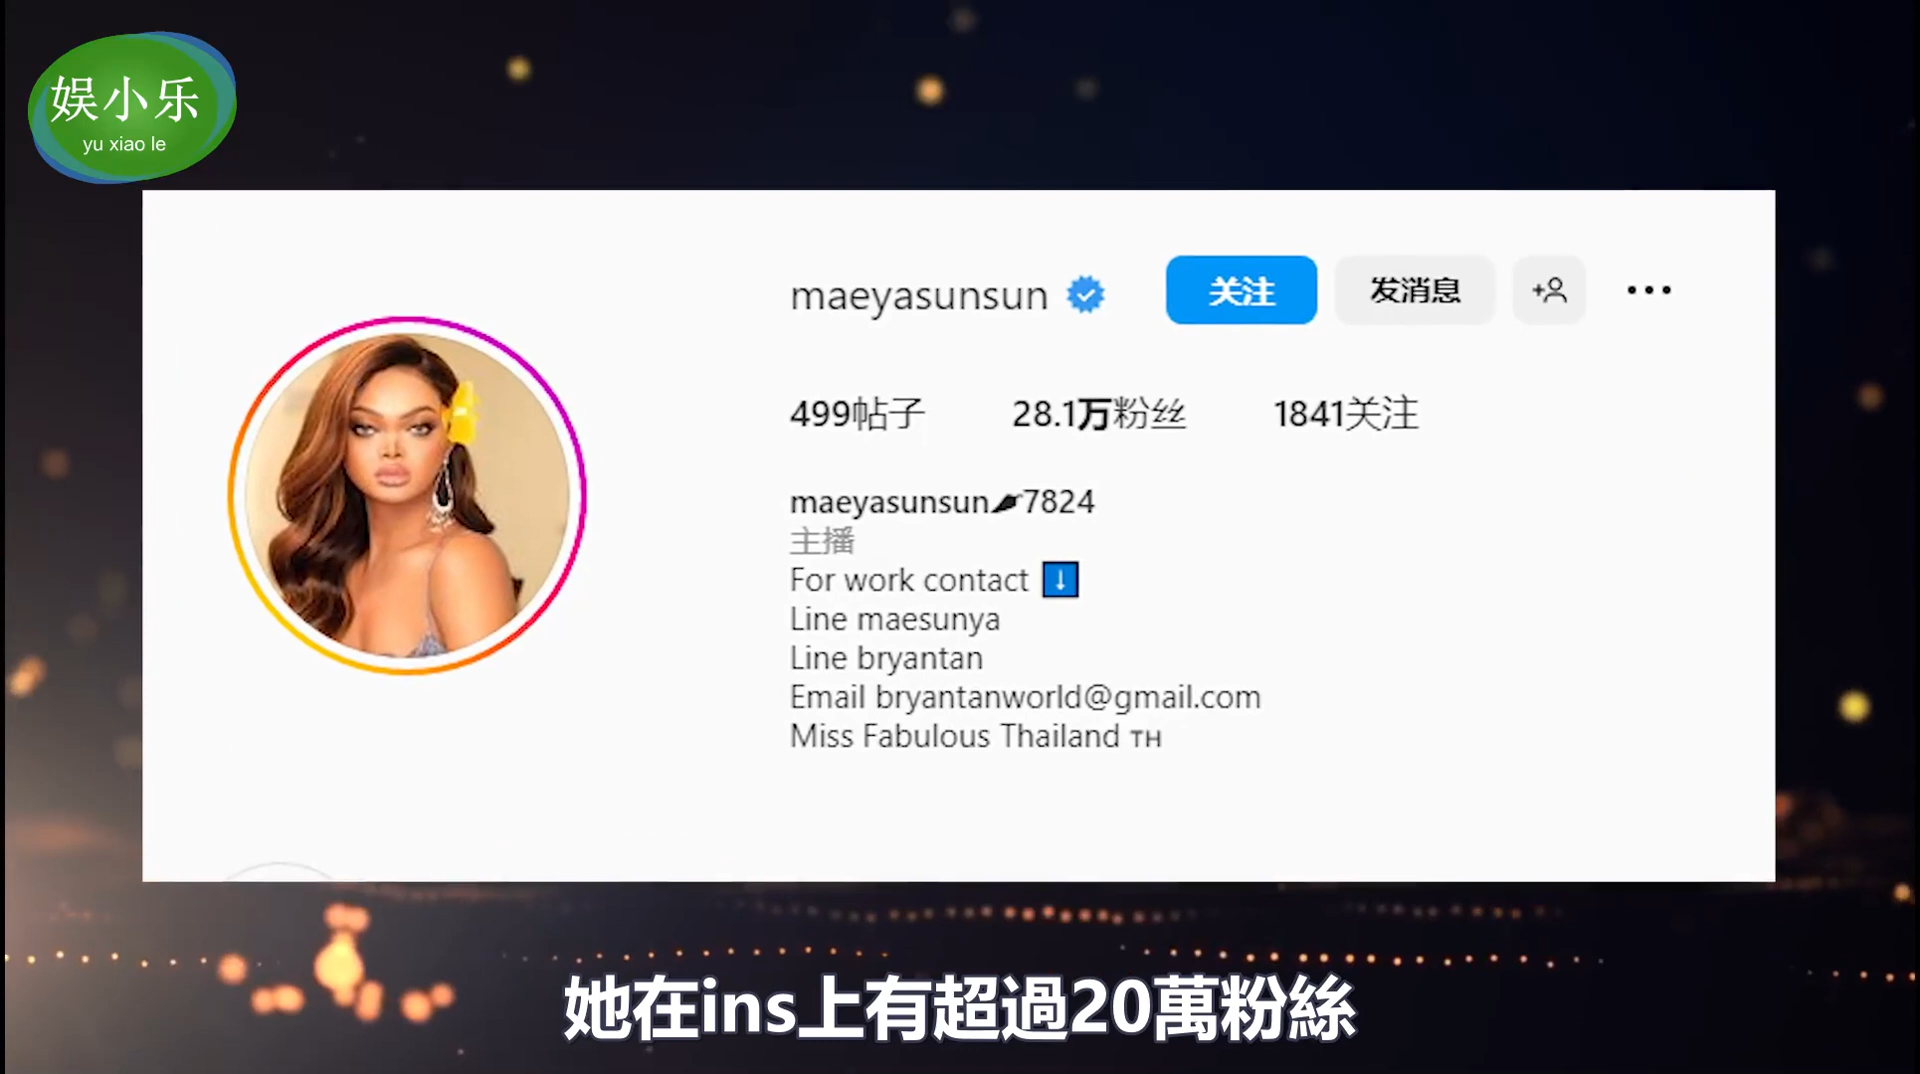 娱小乐
yu xiao le
maeyasunsun 关注 发消息
499帖子 28.1万粉丝 1841关注
maeyasunsun🌶7824
主播
For work contact ⬇️
Line maesunya
Line bryantan
Email bryantanworld@gmail.com
Miss Fabulous Thailand TH
她在ins上有超過20萬粉絲